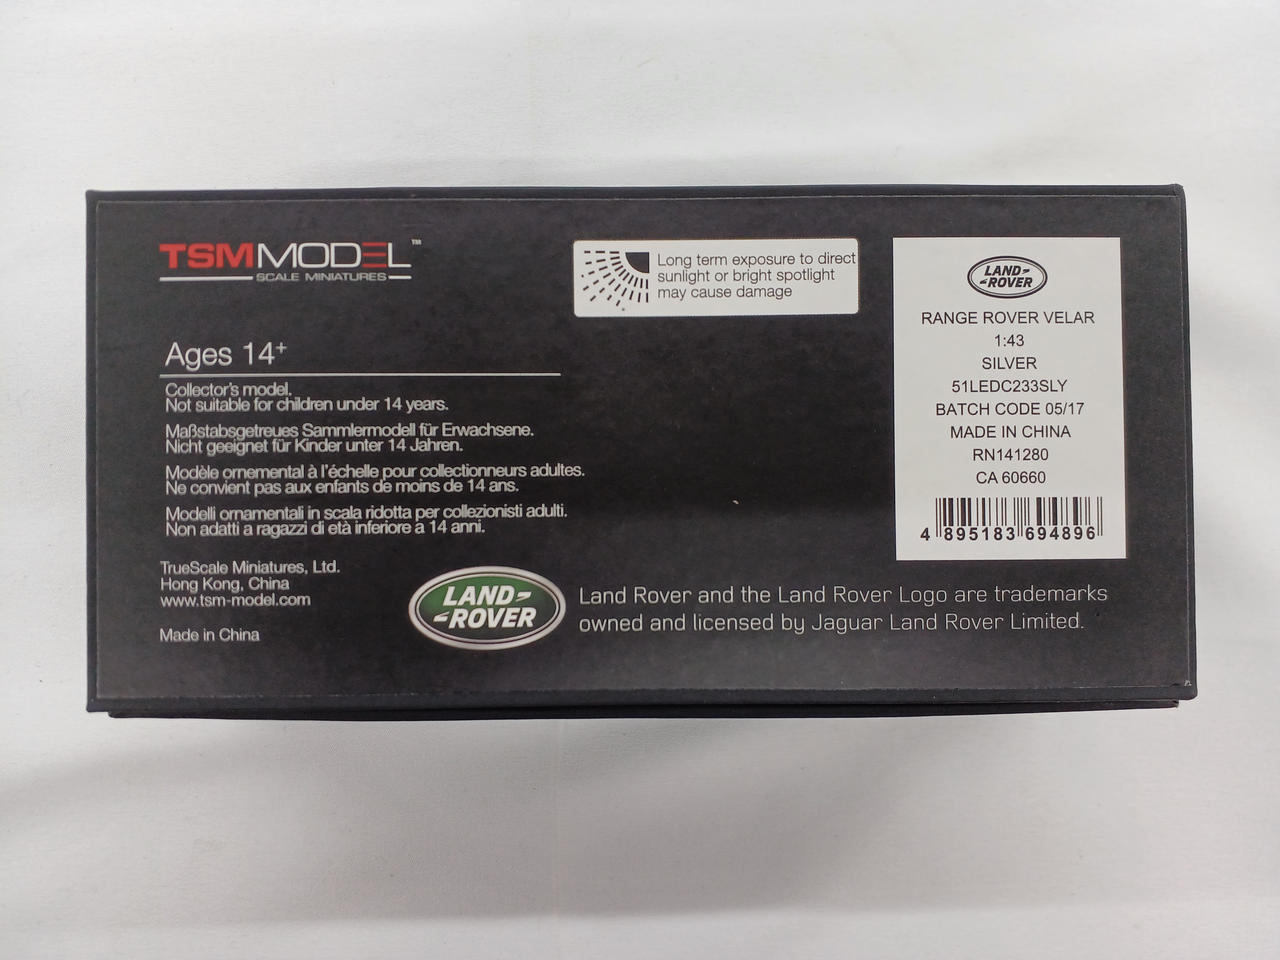 TSMMODEL™
SCALE MINIATURES
Ages 14+
Collector's model.
Not suitable for children under 14 years.
Maßstabsgetreues Sammlermodell für Erwachsene.
Nicht geeignet für Kinder unter 14 Jahren.
Modèle ornemental à l'échelle pour collectionneurs adultes.
Ne convient pas aux enfants de moins de 14 ans.
Modelli ornamentali in scala ridotta per collezionisti adulti.
Non adatti a ragazzi di età inferiore a 14 anni.
TrueScale Miniatures, Ltd.
Hong Kong, China
www.tsm-model.com
Made in China
Long term exposure to direct
sunlight or bright spotlight
may cause damage
LAND-
-ROVER
RANGE ROVER VELAR
1:43
SILVER
51LEDC233SLY
BATCH CODE 05/17
MADE IN CHINA
RN141280
CA 60660
4 895183 694896
LAND-
-ROVER
Land Rover and the Land Rover Logo are trademarks
owned and licensed by Jaguar Land Rover Limited.